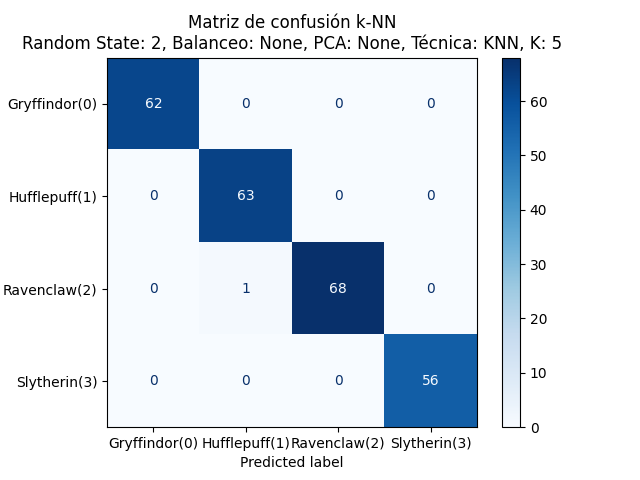 Matriz de confusión k-NN
Random State: 2, Balanceo: None, PCA: None, Técnica: KNN, K: 5
Gryffindor(0) 62 0 0 0
Hufflepuff(1) 0 63 0 0
Ravenclaw(2) 0 1 68 0
Slytherin(3) 0 0 0 56
Gryffindor(0) Hufflepuff(1) Ravenclaw(2) Slytherin(3)
Predicted label
60
50
40
30
20
10
0